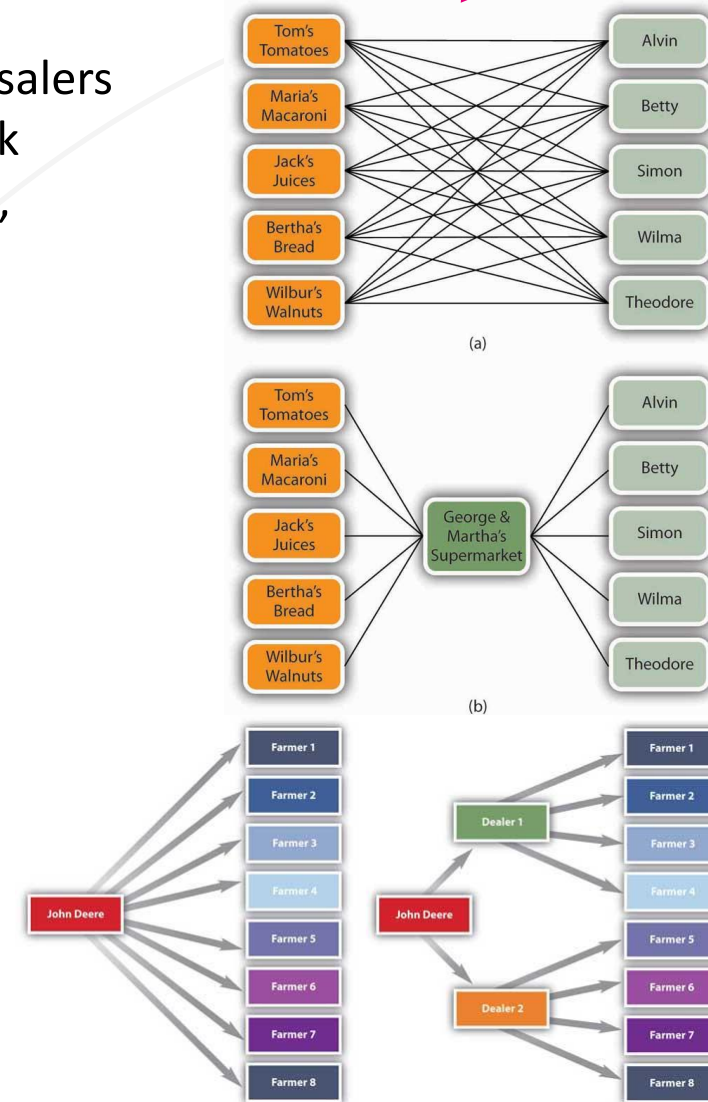 salers
k
,
Tom's
Tomatoes
Maria's
Macaroni
Jack's
Juices
Bertha's
Bread
Wilbur's
Walnuts
Alvin
Betty
Simon
Wilma
Theodore
(a)
Tom's
Tomatoes
Maria's
Macaroni
Jack's
Juices
Bertha's
Bread
Wilbur's
Walnuts
George &
Martha's
Supermarket
Alvin
Betty
Simon
Wilma
Theodore
(b)
John Deere
Farmer 1
Farmer 2
Farmer 3
Farmer 4
Farmer 5
Farmer 6
Farmer 7
Farmer 8
John Deere
Dealer 1
Dealer 2
Farmer 1
Farmer 2
Farmer 3
Farmer 4
Farmer 5
Farmer 6
Farmer 7
Farmer 8